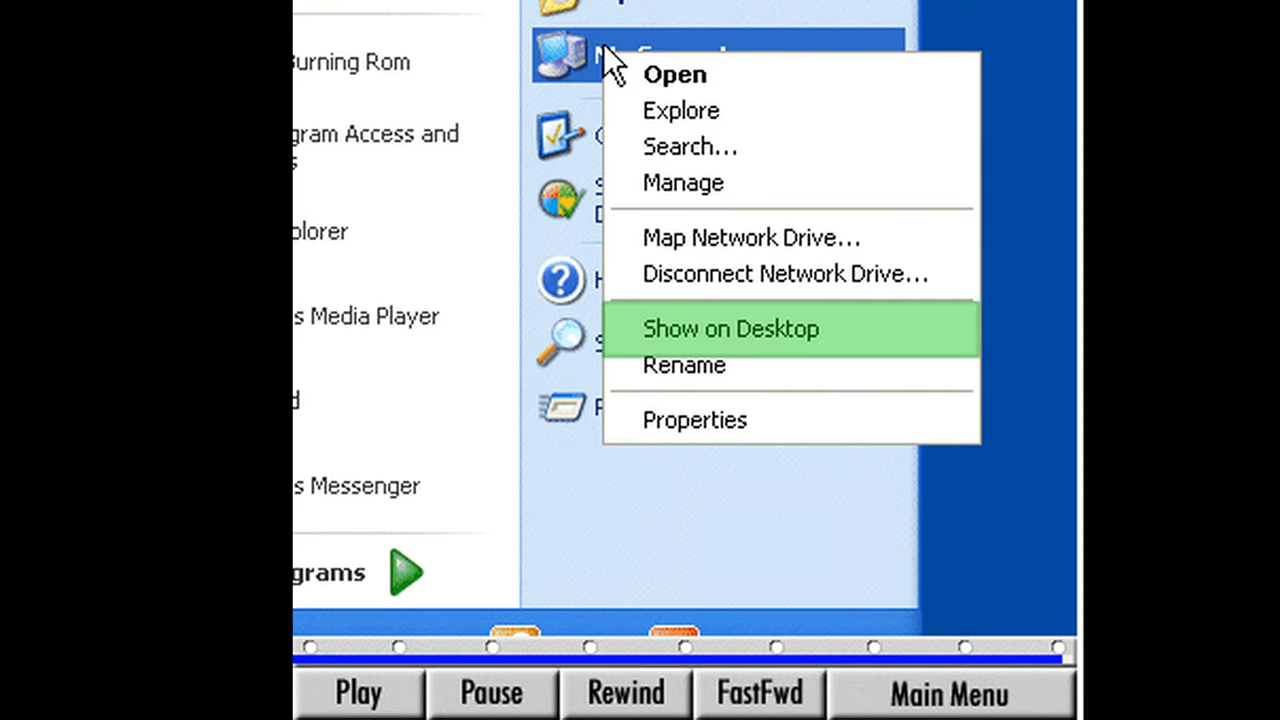 Burning Rom
gram Access and
s
plorer
s Media Player
d
s Messenger
grams
Open
Explore
Search...
Manage
Map Network Drive...
Disconnect Network Drive...
Show on Desktop
Rename
Properties
Play
Pause
Rewind
FastFwd
Main Menu